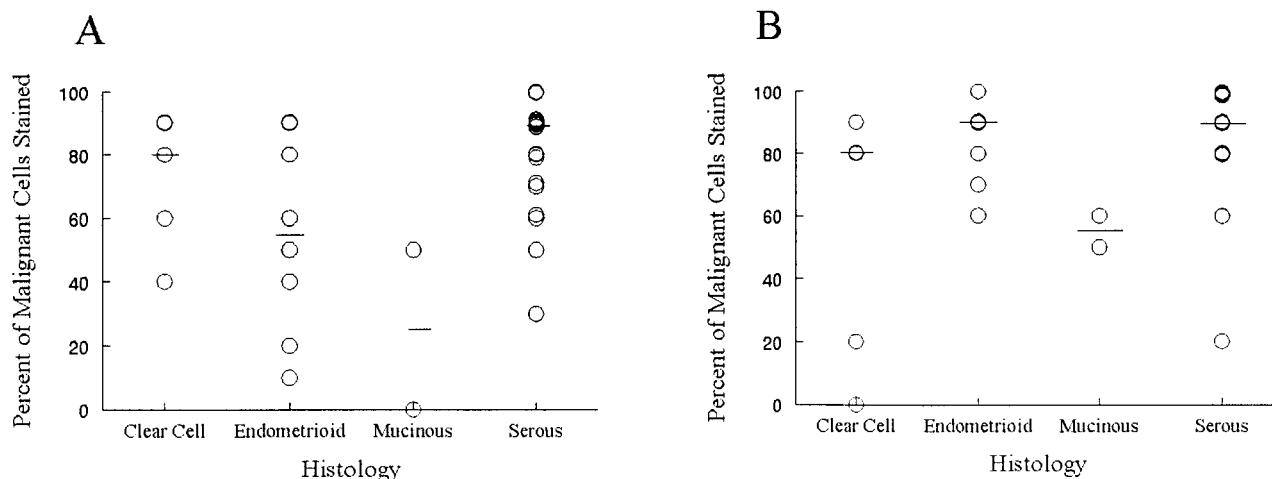 A
Percent of Malignant Cells Stained
100
80
60
40
20
0
Clear Cell Endometrioid Mucinous Serous
Histology
B
Percent of Malignant Cells Stained
100
80
60
40
20
0
Clear Cell Endometrioid Mucinous Serous
Histology